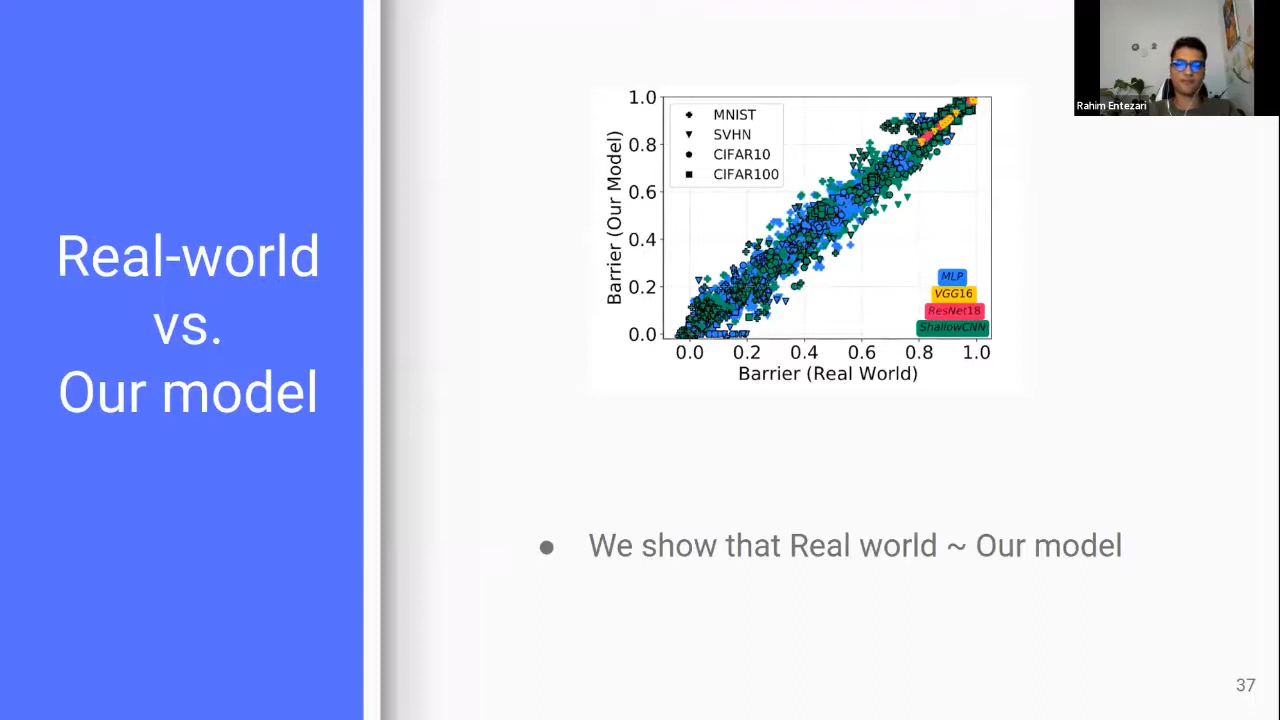 Real-world
vs.
Our model
Rahim Entezari
1.0
0.8
0.6
0.4
0.2
0.0
Barrier (Our Model)
MNIST
SVHN
CIFAR10
CIFAR100
MLP
VGG16
ResNet18
ShallowCNN
0.0 0.2 0.4 0.6 0.8 1.0
Barrier (Real World)
● We show that Real world ~ Our model
37